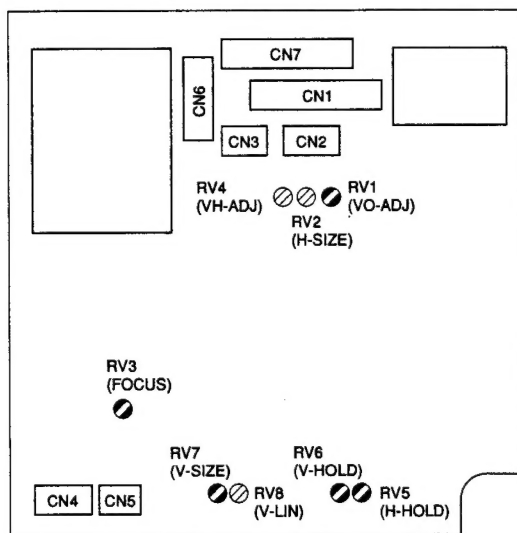 CN7
CN6
CN1
CN3
CN2
RV4
(VH-ADJ)
RV1
(VO-ADJ)
RV2
(H-SIZE)
RV3
(FOCUS)
RV7
(V-SIZE)
RV6
(V-HOLD)
CN4
CN5
RV8
(V-LIN)
RV5
(H-HOLD)